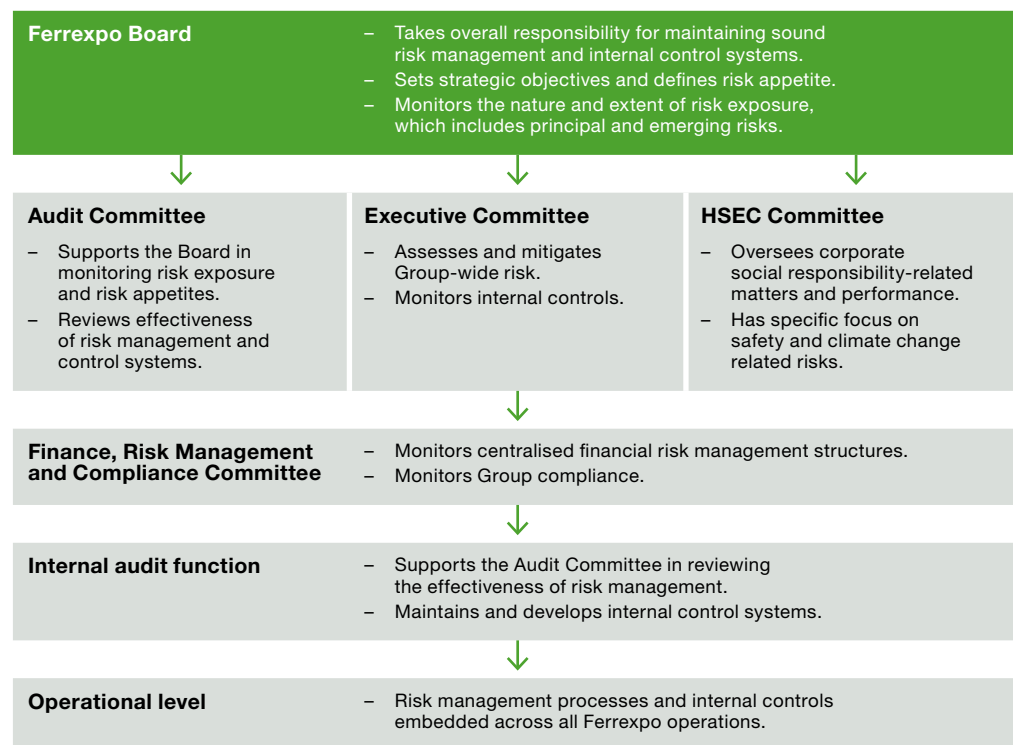 Ferrexpo Board
– Takes overall responsibility for maintaining sound
risk management and internal control systems.
– Sets strategic objectives and defines risk appetite.
– Monitors the nature and extent of risk exposure,
which includes principal and emerging risks.
Audit Committee
– Supports the Board in
monitoring risk exposure
and risk appetites.
– Reviews effectiveness
of risk management and
control systems.
Executive Committee
– Assesses and mitigates
Group-wide risk.
– Monitors internal controls.
HSEC Committee
– Oversees corporate
social responsibility-related
matters and performance.
– Has specific focus on
safety and climate change
related risks.
Finance, Risk Management
and Compliance Committee
– Monitors centralised financial risk management structures.
– Monitors Group compliance.
Internal audit function
– Supports the Audit Committee in reviewing
the effectiveness of risk management.
– Maintains and develops internal control systems.
Operational level
– Risk management processes and internal controls
embedded across all Ferrexpo operations.